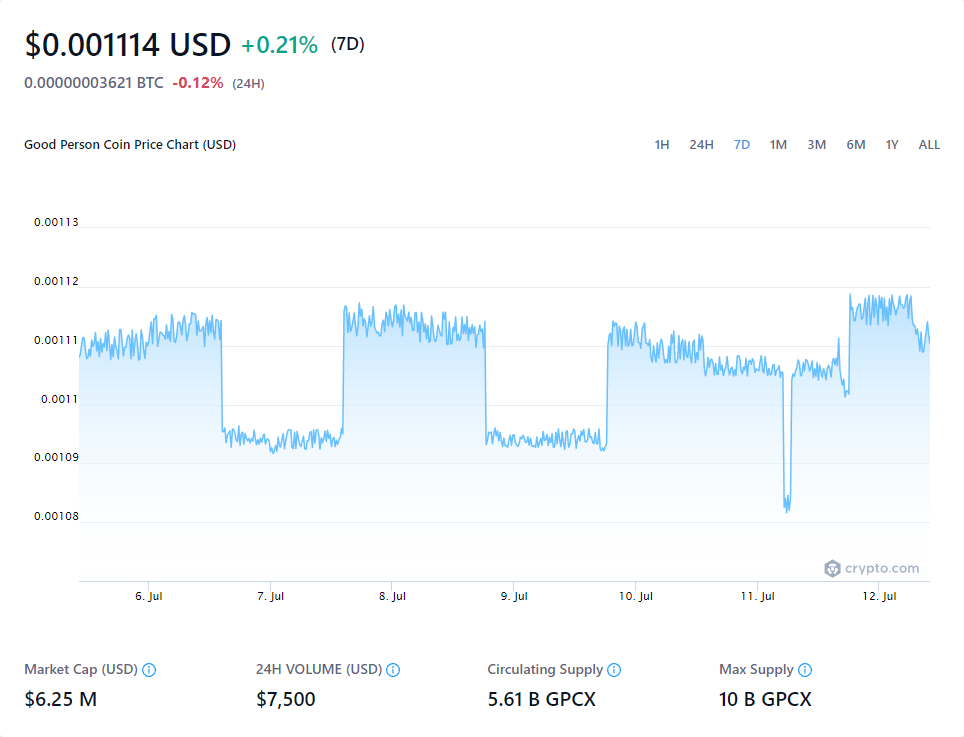 $0.001114 USD +0.21% (7D)
0.00000003621 BTC -0.12% (24H)
Good Person Coin Price Chart (USD) 1H 24H 7D 1M 3M 6M 1Y ALL
0.00113
0.00112
0.00111
0.0011
0.00109
0.00108
crypto.com
6. Jul 7. Jul 8. Jul 9. Jul 10. Jul 11. Jul 12. Jul
Market Cap (USD) 24H VOLUME (USD) Circulating Supply Max Supply
$6.25 M $7,500 5.61 B GPCX 10 B GPCX